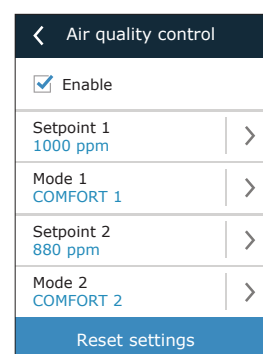 Air quality control
Enable
Setpoint 1
1000 ppm
Mode 1
COMFORT 1
Setpoint 2
880 ppm
Mode 2
COMFORT 2
Reset settings